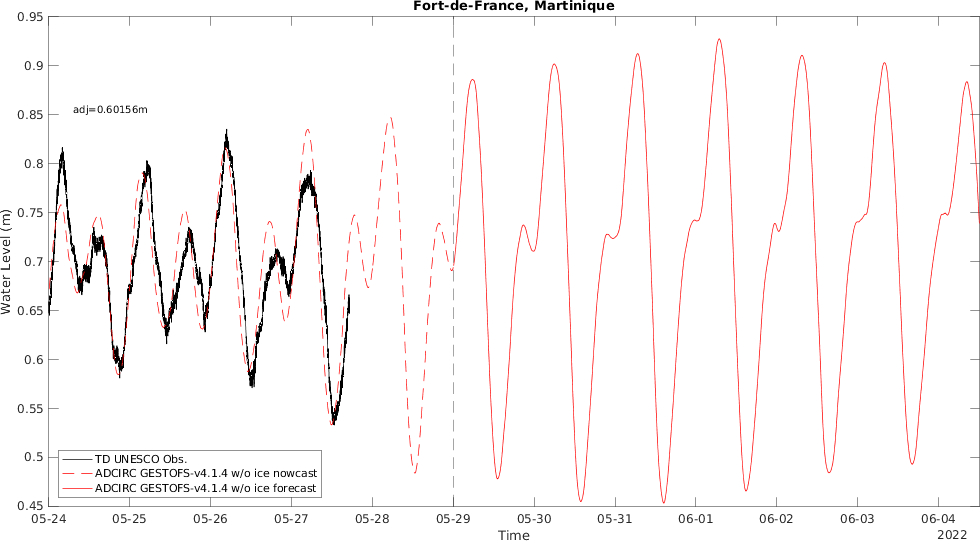 Fort-de-France, Martinique
0.95
0.9
0.85
0.8
0.75
0.7
0.65
0.6
0.55
0.5
0.45
Water Level (m)
adj=0.60156m
TD UNESCO Obs.
ADCIRC GESTOFS-v4.1.4 w/o ice nowcast
ADCIRC GESTOFS-v4.1.4 w/o ice forecast
05-24 05-25 05-26 05-27 05-28 05-29 05-30 05-31 06-01 06-02 06-03 06-04
Time
2022